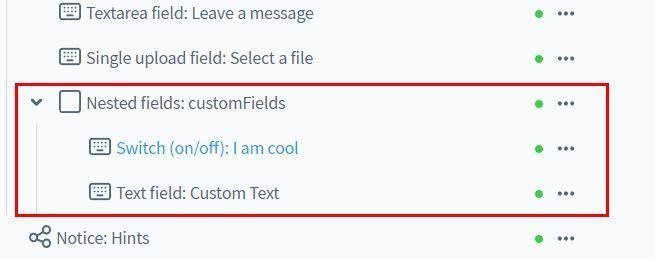 Textarea field: Leave a message
Single upload field: Select a file
Nested fields: customFields
Switch (on/off): I am cool
Text field: Custom Text
Notice: Hints